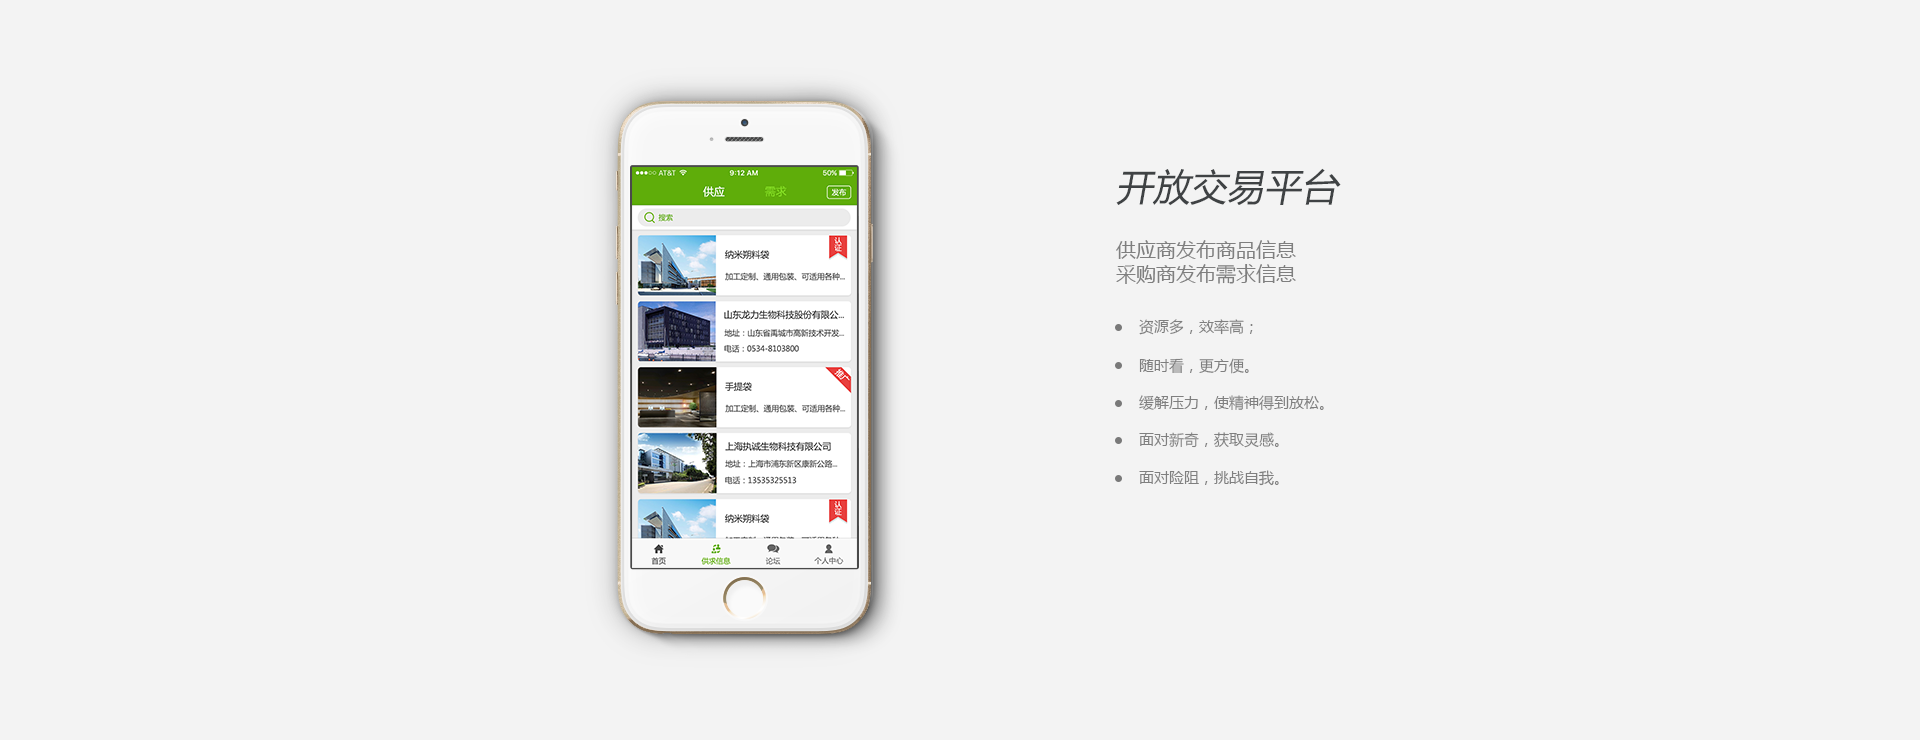 AT&T
9:12 AM
50%
供应
需求
发布
搜索
纳米朔料袋
认证
加工定制、通用包装、可适用各种...
山东龙力生物科技股份有限公...
地址：山东省禹城市高新技术开发...
电话：0534-8103800
手提袋
推广
加工定制、通用包装、可适用各种...
上海执诚生物科技有限公司
地址：上海市浦东新区康新公路...
电话：13535325513
纳米朔料袋
认证
首页
供求信息
论坛
个人中心
开放交易平台
供应商发布商品信息
采购商发布需求信息
资源多，效率高；
随时看，更方便。
缓解压力，使精神得到放松。
面对新奇，获取灵感。
面对险阻，挑战自我。